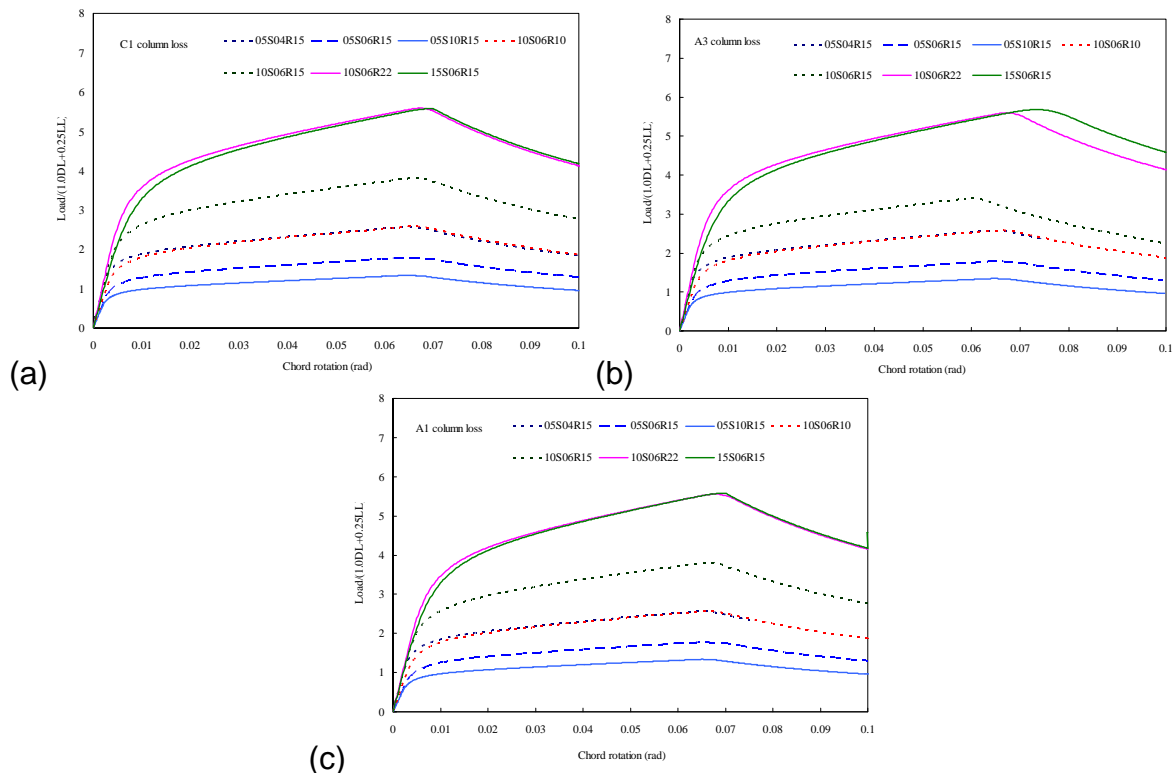 C1 column loss
05S04R15 05S06R15 05S10R15 10S06R10
10S06R15 10S06R22 15S06R15
Load/(1.0DL+0.25LL)
8
7
6
5
4
3
2
1
0
0 0.01 0.02 0.03 0.04 0.05 0.06 0.07 0.08 0.09 0.1
Chord rotation (rad)
(a)
A3 column loss
05S04R15 05S06R15 05S10R15 10S06R10
10S06R15 10S06R22 15S06R15
Load/(1.0DL+0.25LL)
8
7
6
5
4
3
2
1
0
0 0.01 0.02 0.03 0.04 0.05 0.06 0.07 0.08 0.09 0.1
Chord rotation (rad)
(b)
A1 column loss
05S04R15 05S06R15 05S10R15 10S06R10
10S06R15 10S06R22 15S06R15
Load/(1.0DL+0.25LL)
8
7
6
5
4
3
2
1
0
0 0.01 0.02 0.03 0.04 0.05 0.06 0.07 0.08 0.09 0.1
Chord rotation (rad)
(c)